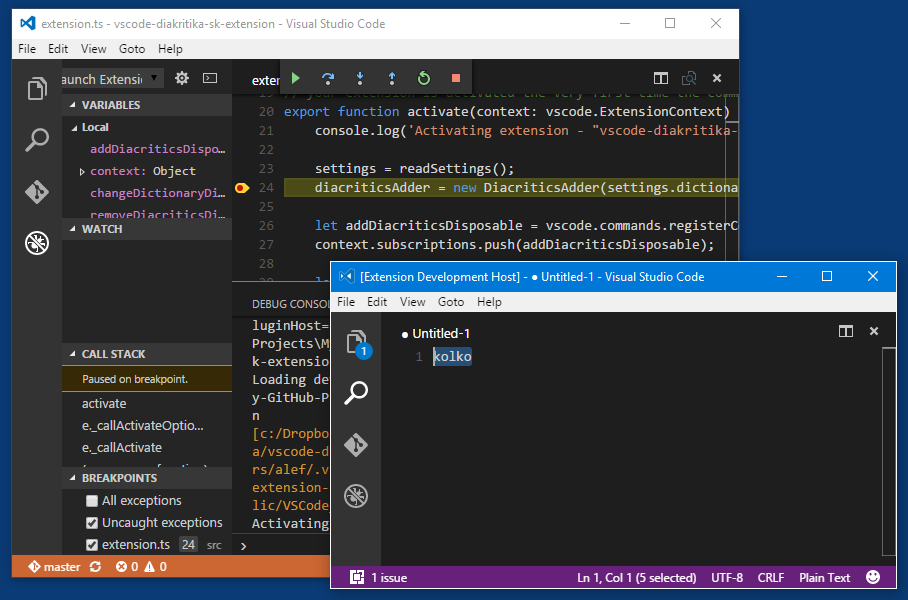 extension.ts - vscode-diakritika-sk-extension - Visual Studio Code
File Edit View Goto Help
aunch Extensi
exten
VARIABLES
Local
addDiacriticsDispo…
context: Object
changeDictionaryDi…
removeDiacriticsDi…
WATCH
CALL STACK
Paused on breakpoint.
activate
e._callActivateOptio...
e._callActivate
BREAKPOINTS
All exceptions
Uncaught exceptions
extension.ts 24 src
19 // your extension is activated the very first time the comm
20 export function activate(context: vscode.ExtensionContext)
21 console.log('Activating extension - "vscode-diakritika-
22
23 settings = readSettings();
24 diacriticsAdder = new DiacriticsAdder(settings.dictiona
25
26 let addDiacriticsDisposable = vscode.commands.registerC
27 context.subscriptions.push(addDiacriticsDisposable);
28
29 le
DEBUG CONSOL
luginHost=
Projects\M
k-extension
Loading de
y-GitHub-P
n
[c:/Dropbo
a/vscode-d
rs/alef/.v
extension-
lic/VSCode
Activating
master 0 0
[Extension Development Host] - ● Untitled-1 - Visual Studio Code
File Edit View Goto Help
1
● Untitled-1
1 kolko
1 issue Ln 1, Col 1 (5 selected) UTF-8 CRLF Plain Text